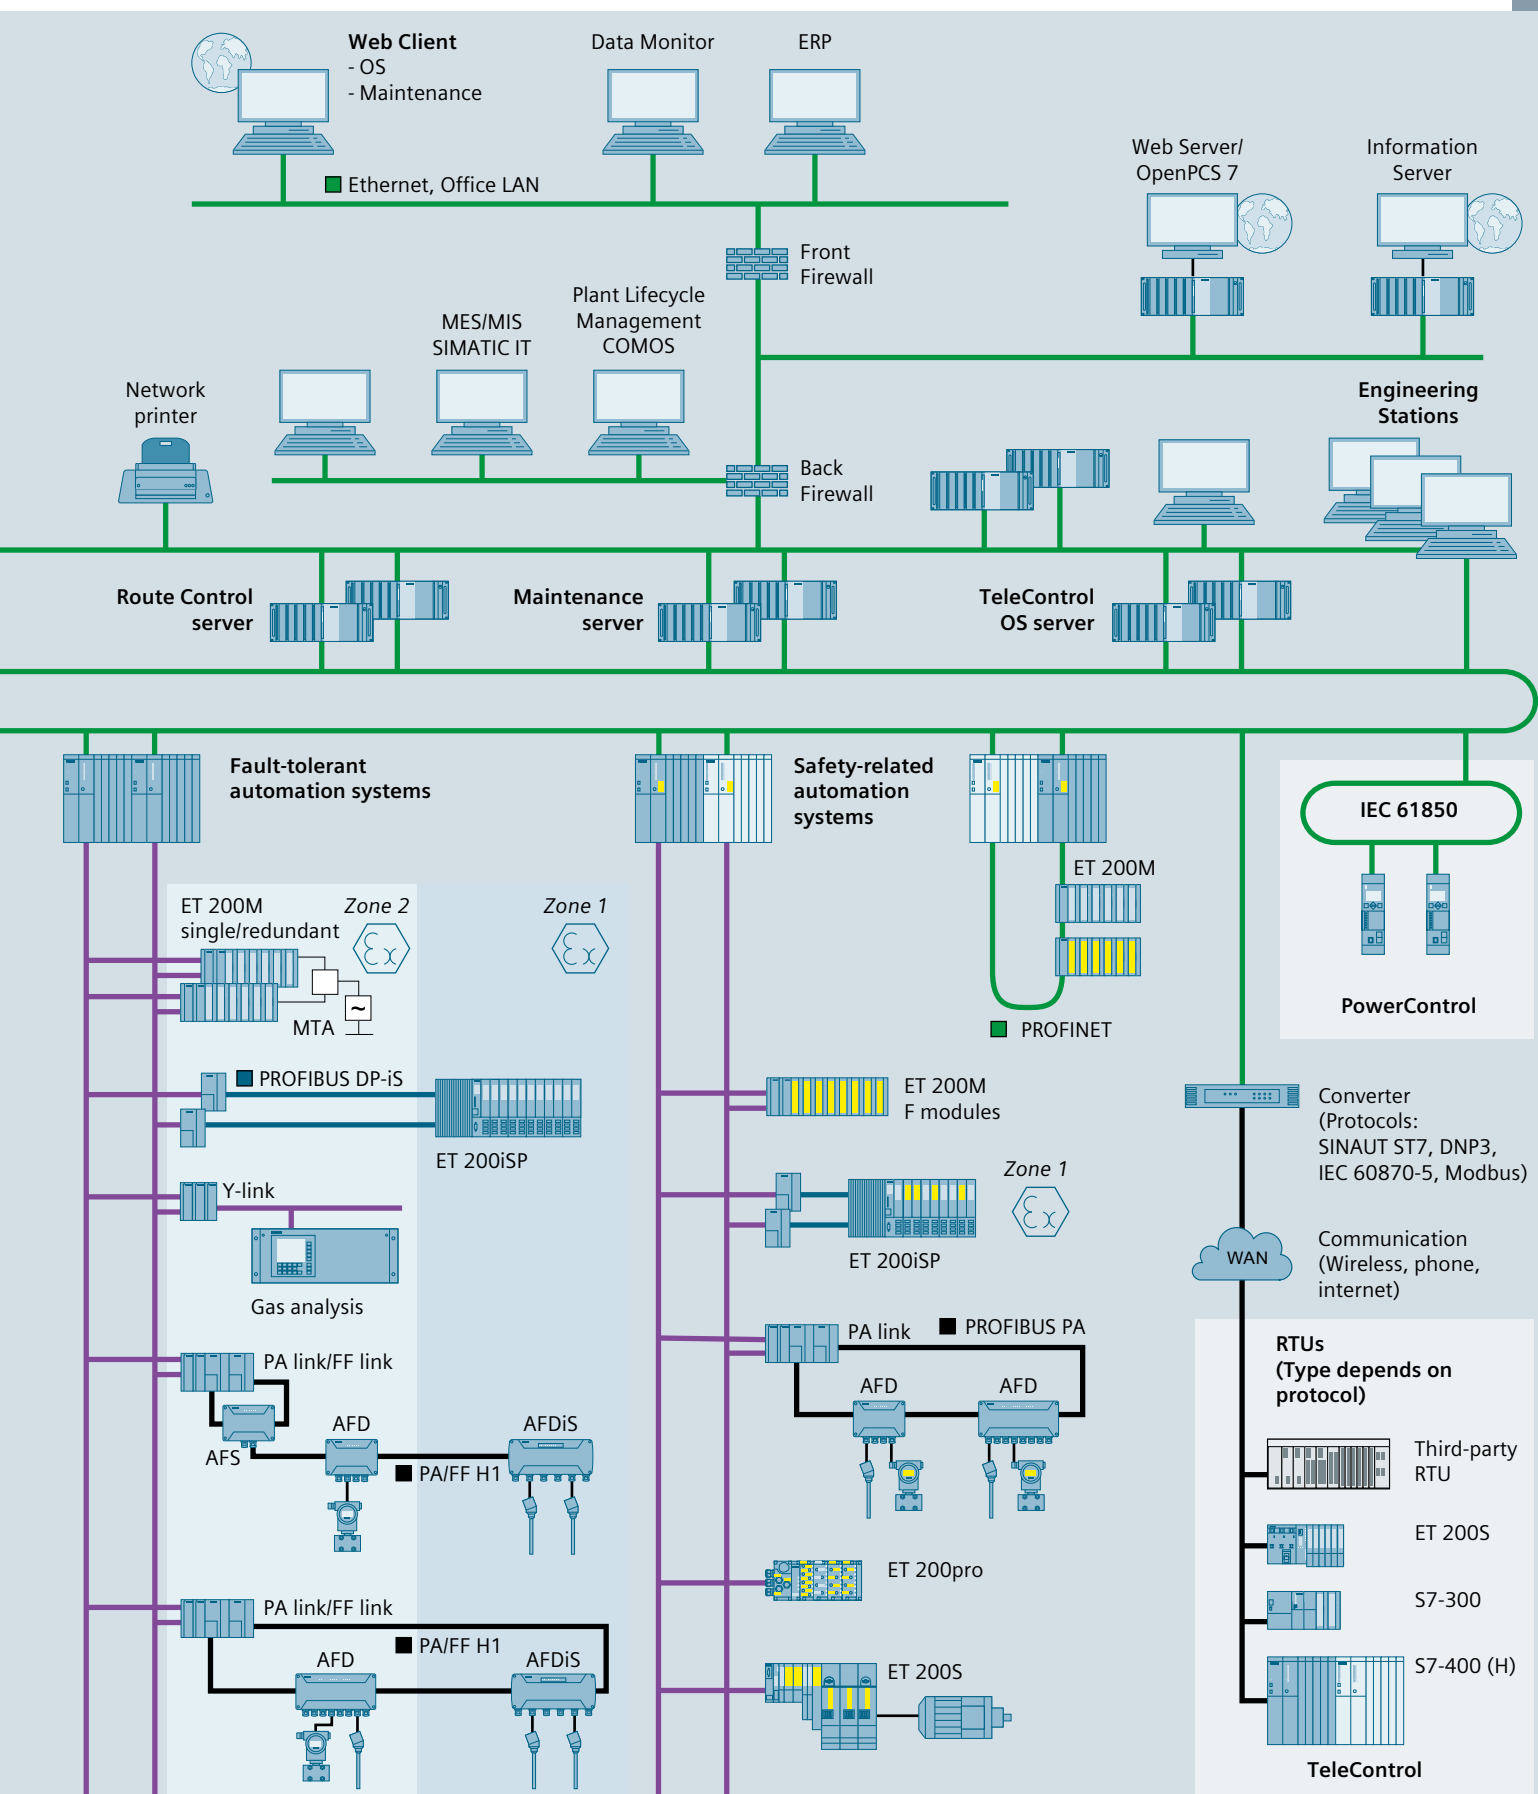 Web Client
- OS
- Maintenance
Data Monitor
ERP
Ethernet, Office LAN
Web Server/
OpenPCS 7
Information
Server
Front
Firewall
Plant Lifecycle
Management
COMOS
MES/MIS
SIMATIC IT
Network
printer
Engineering
Stations
Back
Firewall
Route Control
server
Maintenance
server
TeleControl
OS server
Fault-tolerant
automation systems
Safety-related
automation
systems
IEC 61850
ET 200M
ET 200M
single/redundant
Zone 2
Zone 1
Ɛx
Ɛx
MTA
~
PROFINET
PowerControl
PROFIBUS DP-iS
ET 200iSP
ET 200M
F modules
Converter
(Protocols:
SINAUT ST7, DNP3,
IEC 60870-5, Modbus)
Y-link
Zone 1
Ɛx
ET 200iSP
Gas analysis
WAN
Communication
(Wireless, phone,
internet)
PA link
PROFIBUS PA
PA link/FF link
RTUs
(Type depends on
protocol)
AFD
AFD
AFS
AFD
AFDiS
PA/FF H1
Third-party
RTU
ET 200S
ET 200pro
S7-300
PA link/FF link
PA/FF H1
AFD
AFDiS
ET 200S
S7-400 (H)
TeleControl